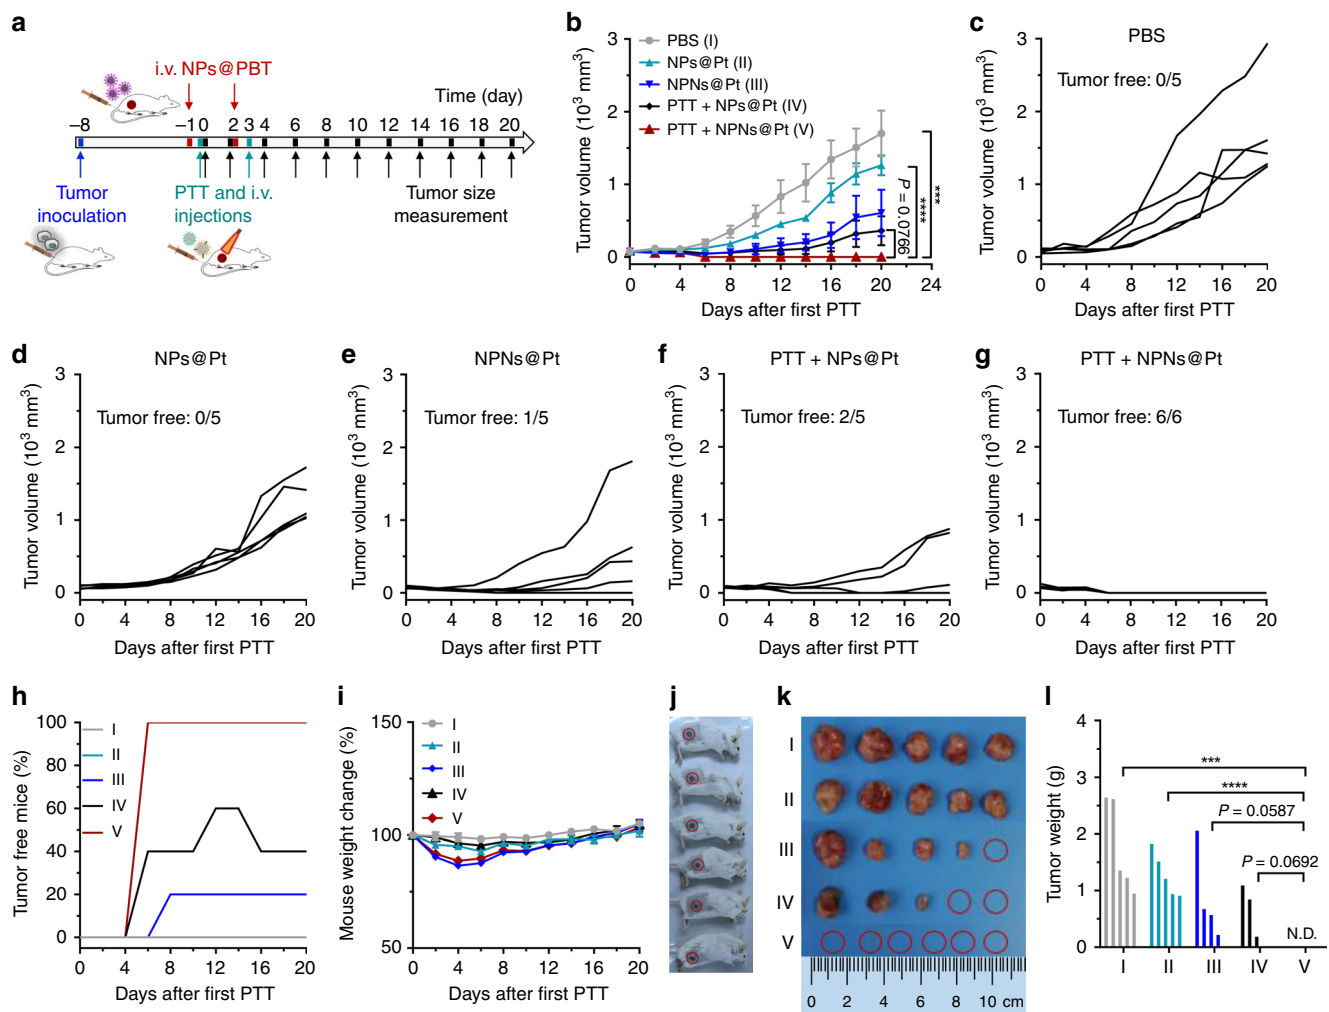 a
i.v. NPs@PBT
Time (day)
–8
–1 0 2 3 4 6 8 10 12 14 16 18 20
Tumor
inoculation
PTT and i.v.
injections
Tumor size
measurement
b
Tumor volume (10³ mm³)
3
2
1
0
PBS (I)
NPs@Pt (II)
NPNs@Pt (III)
PTT + NPs@Pt (IV)
PTT + NPNs@Pt (V)
***
****
P = 0.0766
0 4 8 12 16 20 24
Days after first PTT
c
PBS
Tumor volume (10³ mm³)
3
2
1
0
Tumor free: 0/5
0 4 8 12 16 20
Days after first PTT
d
NPs@Pt
Tumor volume (10³ mm³)
3
2
1
0
Tumor free: 0/5
0 4 8 12 16 20
Days after first PTT
e
NPNs@Pt
Tumor volume (10³ mm³)
3
2
1
0
Tumor free: 1/5
0 4 8 12 16 20
Days after first PTT
f
PTT + NPs@Pt
Tumor volume (10³ mm³)
3
2
1
0
Tumor free: 2/5
0 4 8 12 16 20
Days after first PTT
g
PTT + NPNs@Pt
Tumor volume (10³ mm³)
3
2
1
0
Tumor free: 6/6
0 4 8 12 16 20
Days after first PTT
h
Tumor free mice (%)
100
80
60
40
20
0
I
II
III
IV
V
0 4 8 12 16 20
Days after first PTT
i
Mouse weight change (%)
150
100
50
I
II
III
IV
V
0 4 8 12 16 20
Days after first PTT
j
k
I
II
III
IV
V
0 2 4 6 8 10 cm
l
Tumor weight (g)
4
3
2
1
0
***
****
P = 0.0587
P = 0.0692
N.D.
I II III IV V